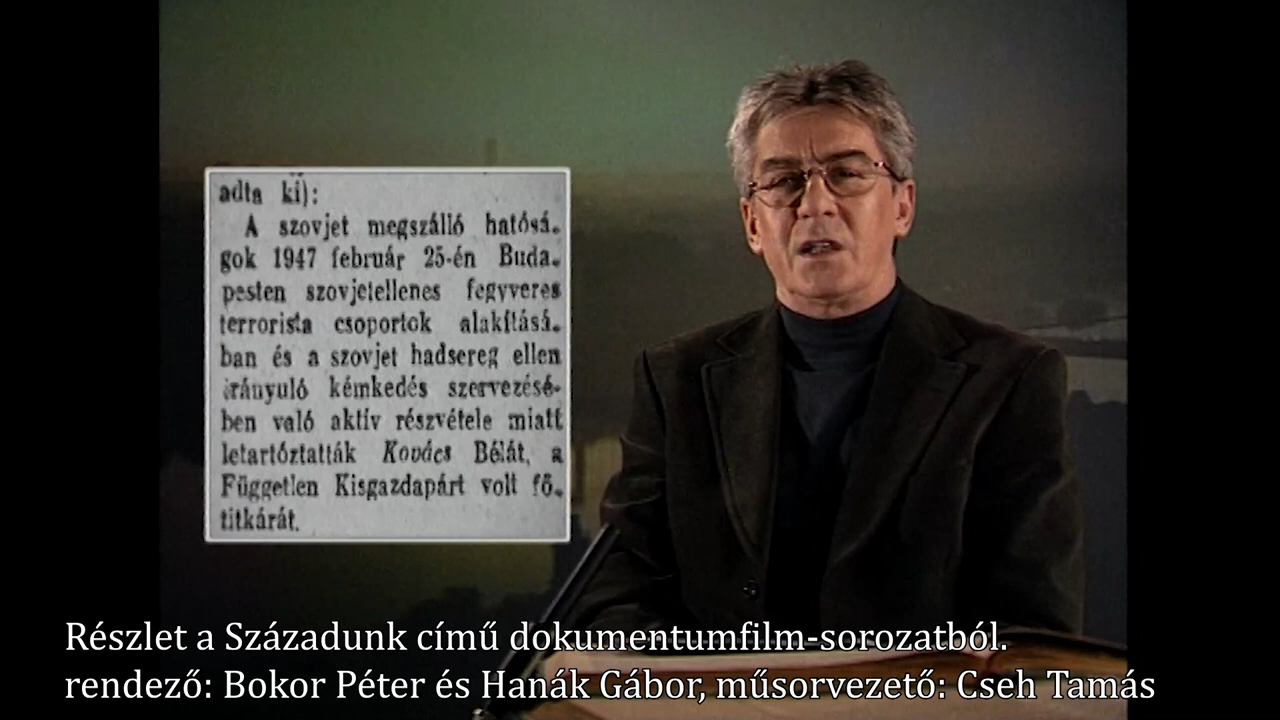 adta ki):
A szovjet megszálló hatósá-
gok 1947 február 25-én Buda-
pesten szovjetellenes fegyveres
terrorista csoportok alakításá-
ban és a szovjet hadsereg ellen
irányuló kémkedés szervezésé-
ben való aktív részvétele miatt
letartóztatták Kovács Bélát, a
Független Kisgazdapárt volt fő-
titkárát.
Részlet a Századunk című dokumentumfilm-sorozatból.
rendező: Bokor Péter és Hanák Gábor, műsorvezető: Cseh Tamás